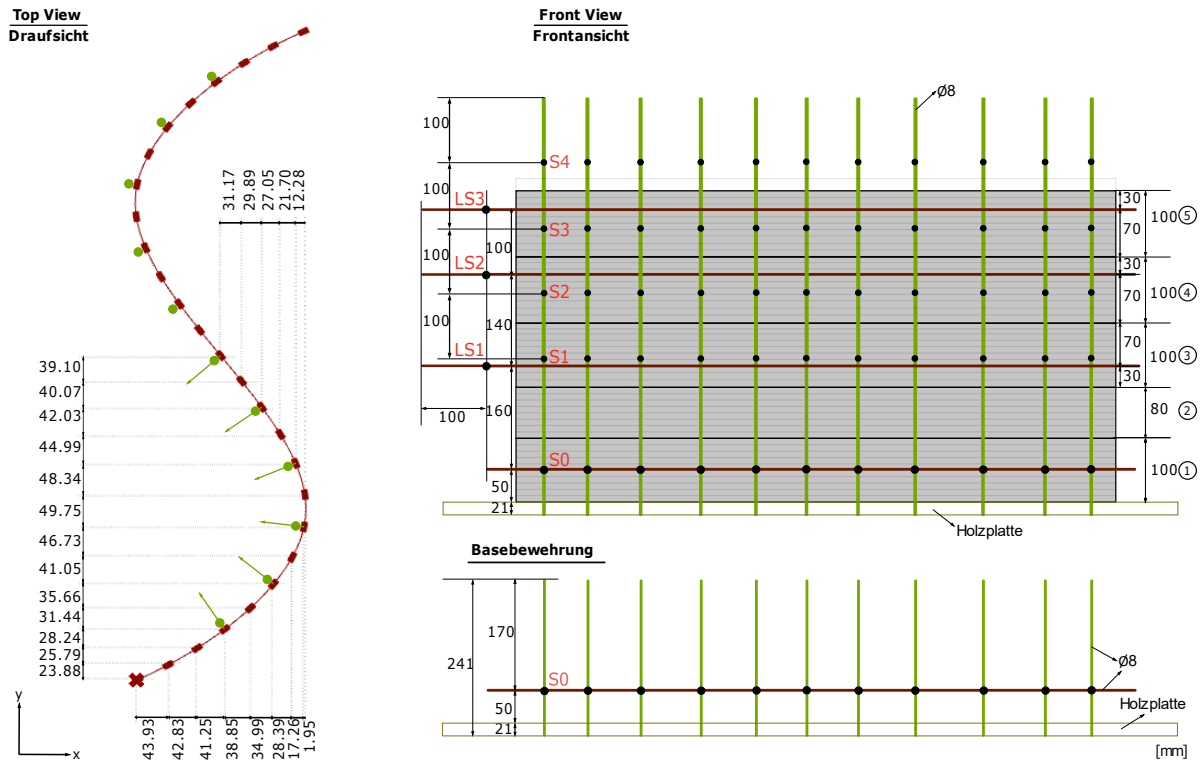 Top View
Draufsicht
31.17
29.89
27.05
21.70
12.28
39.10
40.07
42.03
44.99
48.34
49.75
46.73
41.05
35.66
31.44
28.24
25.79
23.88
y
x
43.93
42.83
41.25
38.85
34.99
28.39
17.26
1.95
Front View
Frontansicht
Ø8
100
S4
100
LS3
30
100⑤
70
S3
100
100
LS2
30
S2
70
100④
100
140
70
LS1
S1
100③
30
100
160
80
②
S0
100①
50
21
Holzplatte
Basebewehrung
170
241
Ø8
S0
50
Holzplatte
21
[mm]